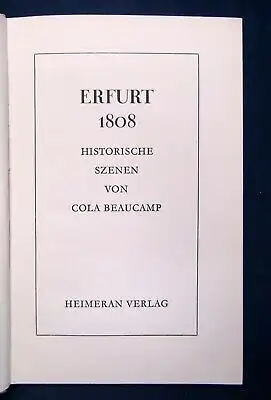 ERFURT
1808
HISTORISCHE
SZENEN
VON
COLA BEAUCAMP
HEIMERAN VERLAG